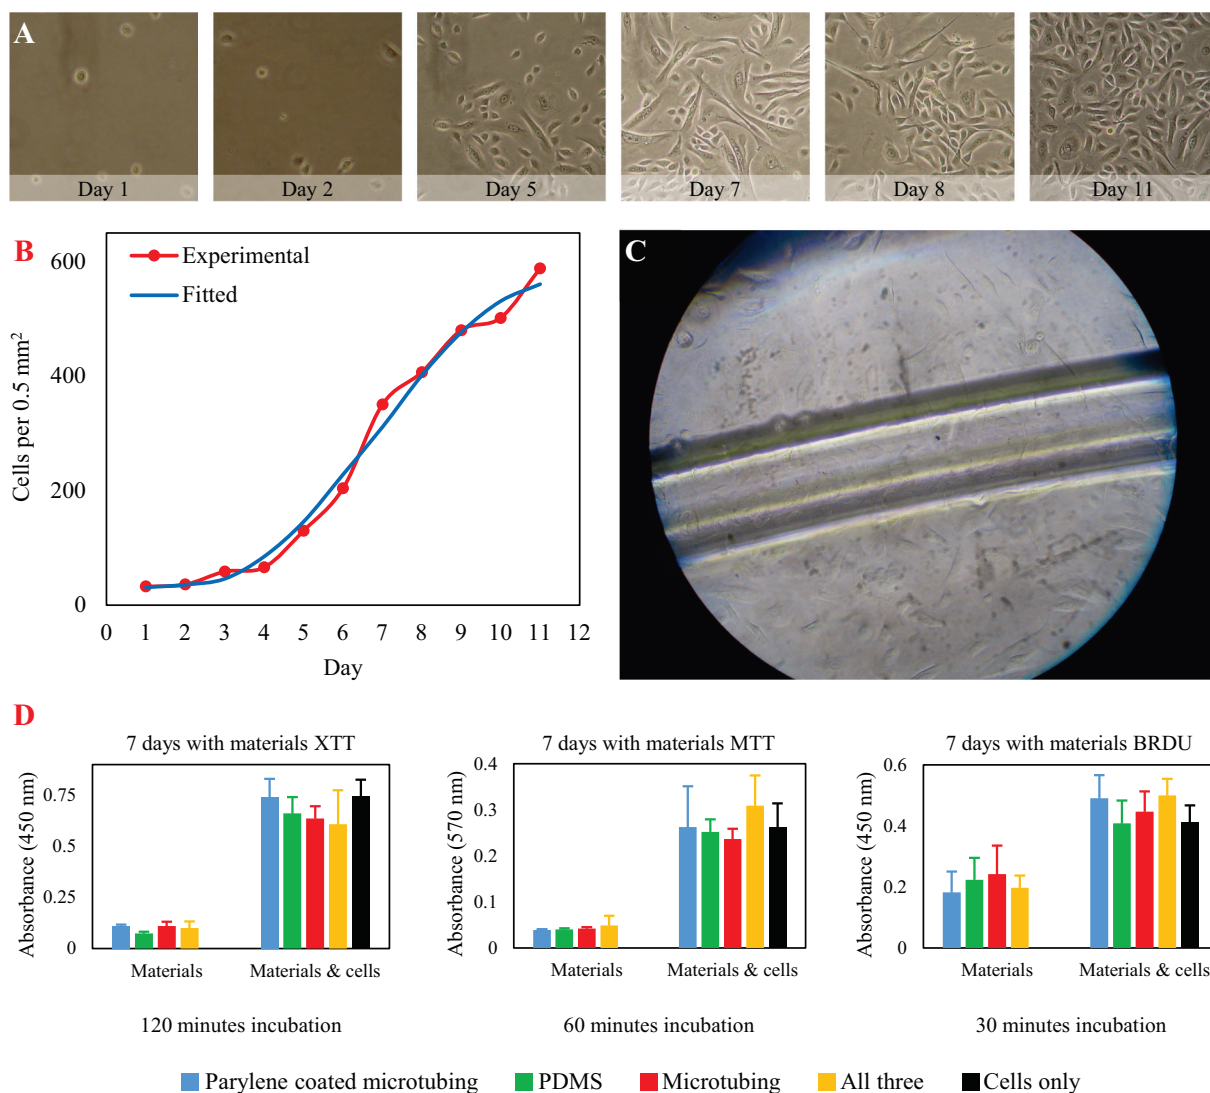 A
Day 1
Day 2
Day 5
Day 7
Day 8
Day 11
B
Experimental
Fitted
Cells per 0.5 mm²
600
400
200
0
0 1 2 3 4 5 6 7 8 9 10 11 12
Day
C
D
7 days with materials XTT
Absorbance (450 nm)
0.75
0.5
0.25
0
Materials
Materials & cells
120 minutes incubation
7 days with materials MTT
Absorbance (570 nm)
0.4
0.3
0.2
0.1
0
Materials
Materials & cells
60 minutes incubation
7 days with materials BRDU
Absorbance (450 nm)
0.6
0.4
0.2
0
Materials
Materials & cells
30 minutes incubation
Parylene coated microtubing
PDMS
Microtubing
All three
Cells only